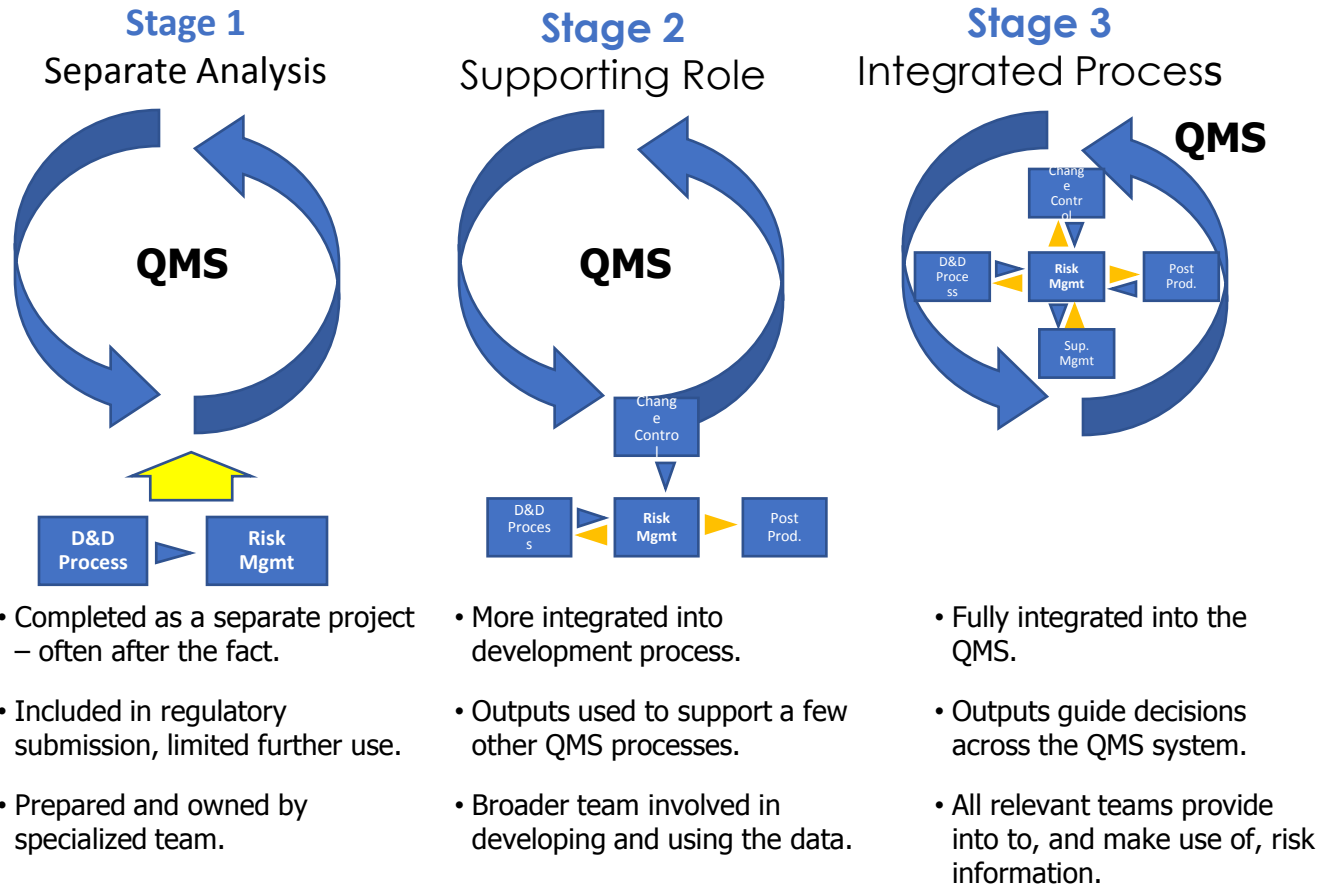 Stage 1
Separate Analysis
QMS
D&D
Process
Risk
Mgmt
• Completed as a separate project
– often after the fact.
• Included in regulatory
submission, limited further use.
• Prepared and owned by
specialized team.
Stage 2
Supporting Role
QMS
Chang
e
Contro
l
D&D
Proces
s
Risk
Mgmt
Post
Prod.
• More integrated into
development process.
• Outputs used to support a few
other QMS processes.
• Broader team involved in
developing and using the data.
Stage 3
Integrated Process
QMS
Chang
e
Contr
ol
D&D
Proce
ss
Risk
Mgmt
Post
Prod.
Sup.
Mgmt
• Fully integrated into the
QMS.
• Outputs guide decisions
across the QMS system.
• All relevant teams provide
into to, and make use of, risk
information.